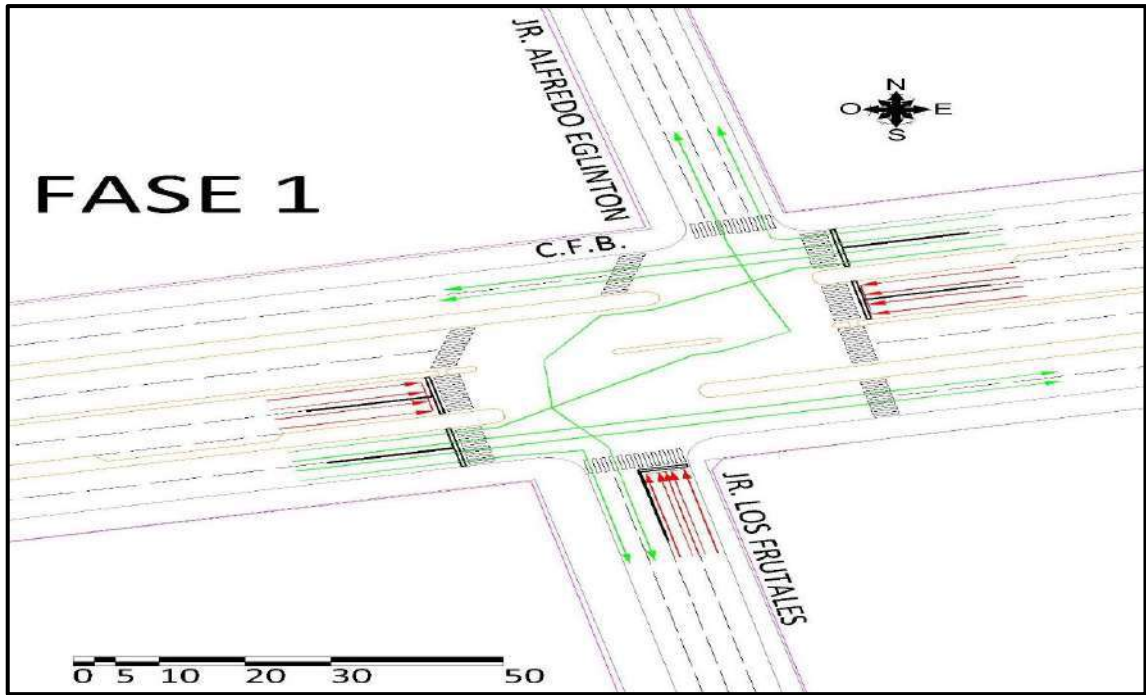 JR. ALFREDO EGLINTON
N
O E
S
FASE 1
C.F.B.
JR. LOS FRUTALES
0 5 10 20 30 50